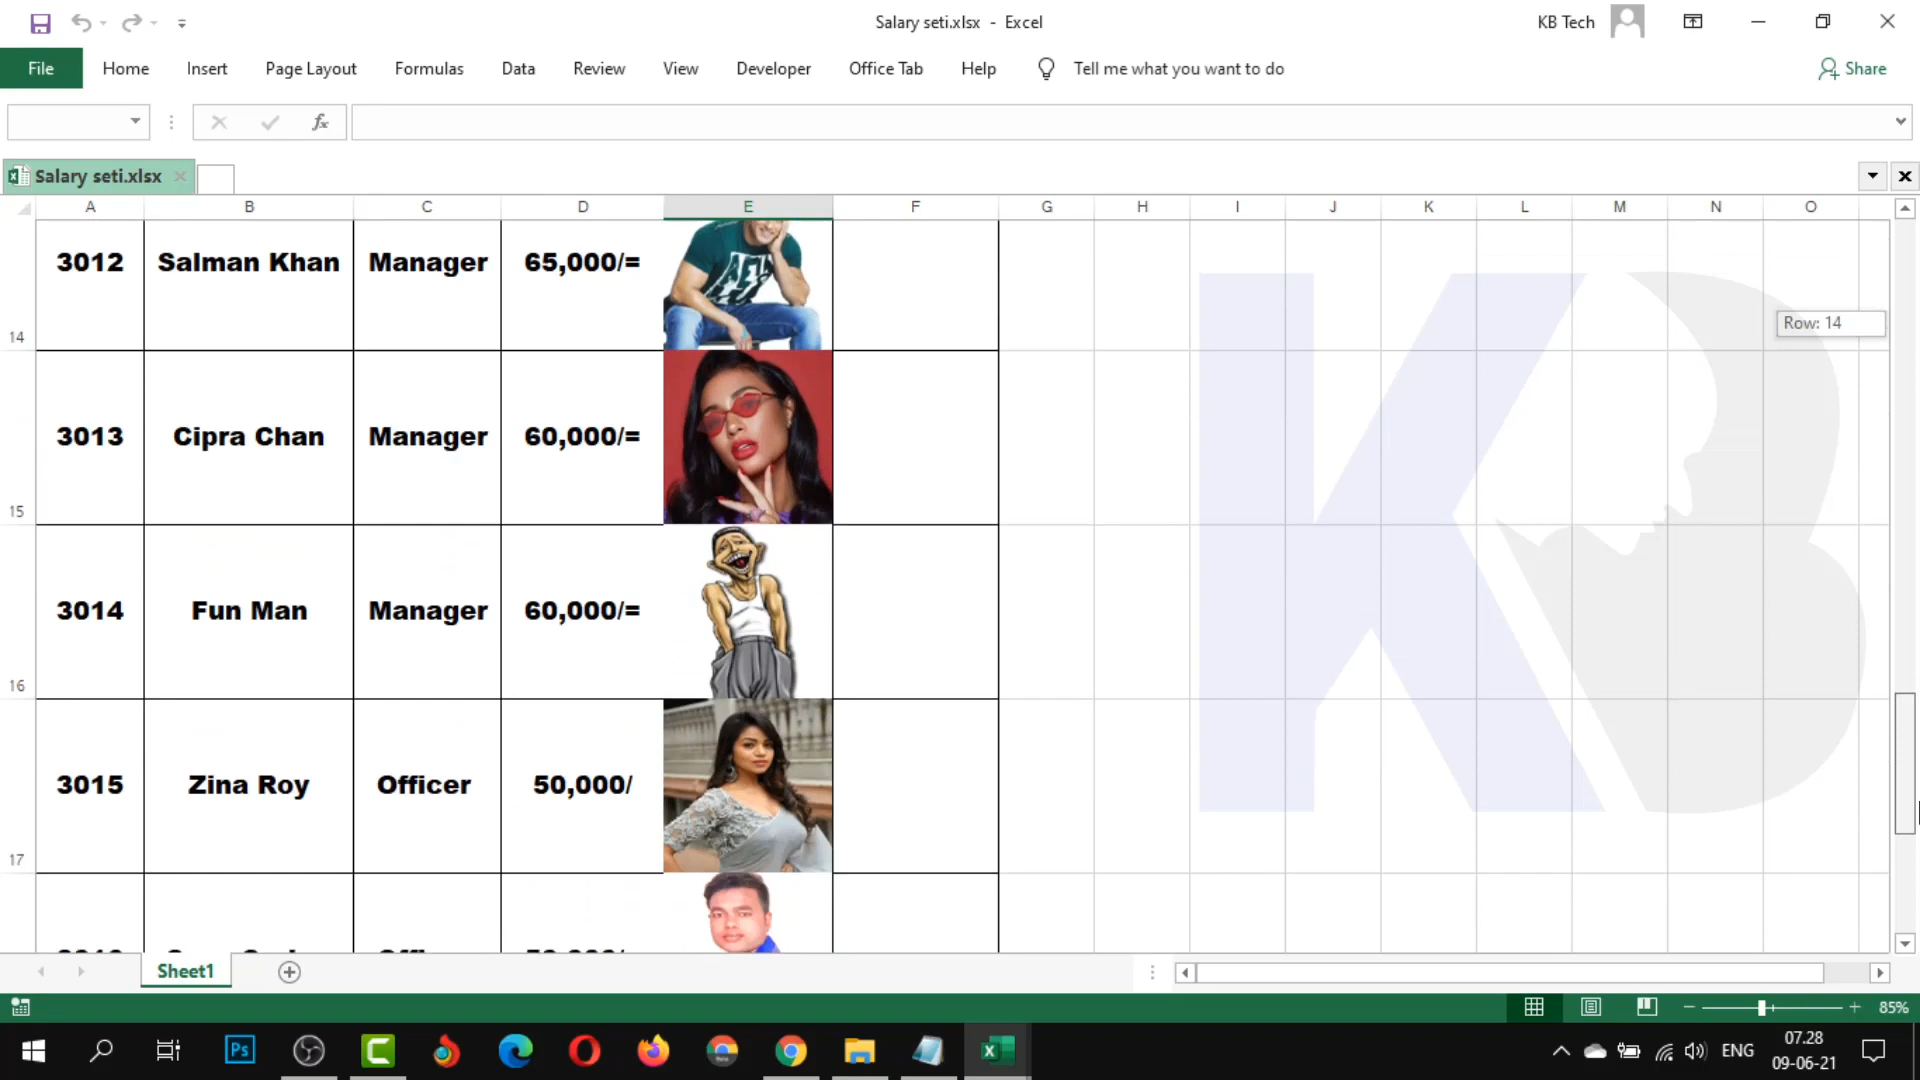 Salary seti.xlsx - Excel
KB Tech
File Home Insert Page Layout Formulas Data Review View Developer Office Tab Help Tell me what you want to do Share
fx
Salary seti.xlsx
A B C D E F G H I J K L M N O
14 3012 Salman Khan Manager 65,000/=
Row: 14
15 3013 Cipra Chan Manager 60,000/=
16 3014 Fun Man Manager 60,000/=
17 3015 Zina Roy Officer 50,000/
Sheet1
85%
Ps
ENG
07.28
09-06-21
KB